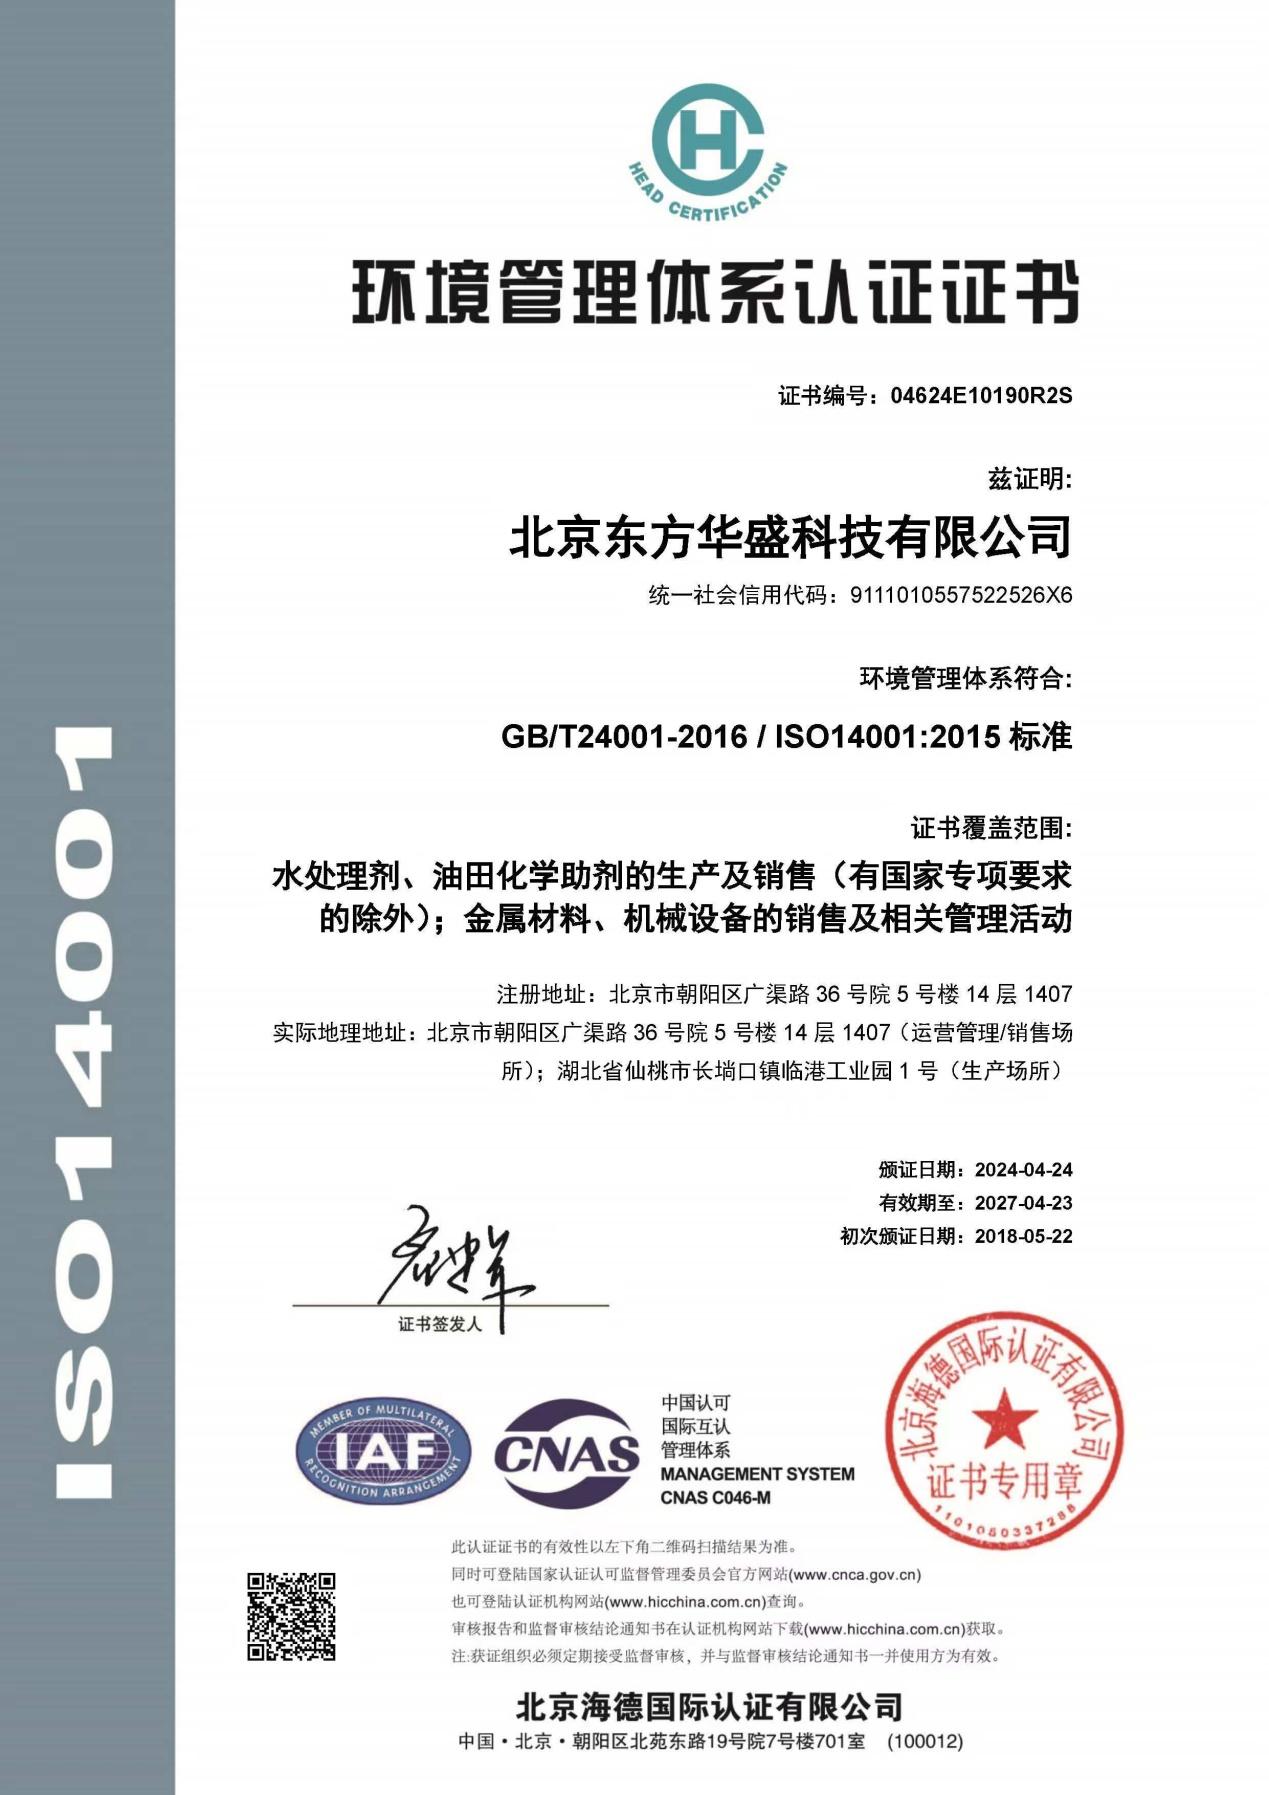 HEAD CERTIFICATION
环境管理体系认证证书
证书编号：04624E10190R2S
兹证明:
北京东方华盛科技有限公司
统一社会信用代码：9111010557522526X6
环境管理体系符合:
GB/T24001-2016 / ISO14001:2015 标准
证书覆盖范围:
水处理剂、油田化学助剂的生产及销售（有国家专项要求
的除外）；金属材料、机械设备的销售及相关管理活动
注册地址：北京市朝阳区广渠路 36 号院 5 号楼 14 层 1407
实际地理地址：北京市朝阳区广渠路 36 号院 5 号楼 14 层 1407（运营管理/销售场
所）；湖北省仙桃市长埫口镇临港工业园 1 号（生产场所）
颁证日期：2024-04-24
有效期至：2027-04-23
初次颁证日期：2018-05-22
证书签发人
ISO14001
MEMBER OF MULTILATERAL
IAF
RECOGNITION ARRANGEMENT
CNAS
中国认可
国际互认
管理体系
MANAGEMENT SYSTEM
CNAS C046-M
北京海德国际认证有限公司
证书专用章
1101080337288
此认证证书的有效性以左下角二维码扫描结果为准。
同时可登陆国家认证认可监督管理委员会官方网站(www.cnca.gov.cn)
也可登陆认证机构网站(www.hicchina.com.cn)查询。
审核报告和监督审核结论通知书在认证机构网站下载(www.hicchina.com.cn)获取。
注:获证组织必须定期接受监督审核，并与监督审核结论通知书一并使用方为有效。
北京海德国际认证有限公司
中国·北京·朝阳区北苑东路19号院7号楼701室 (100012)